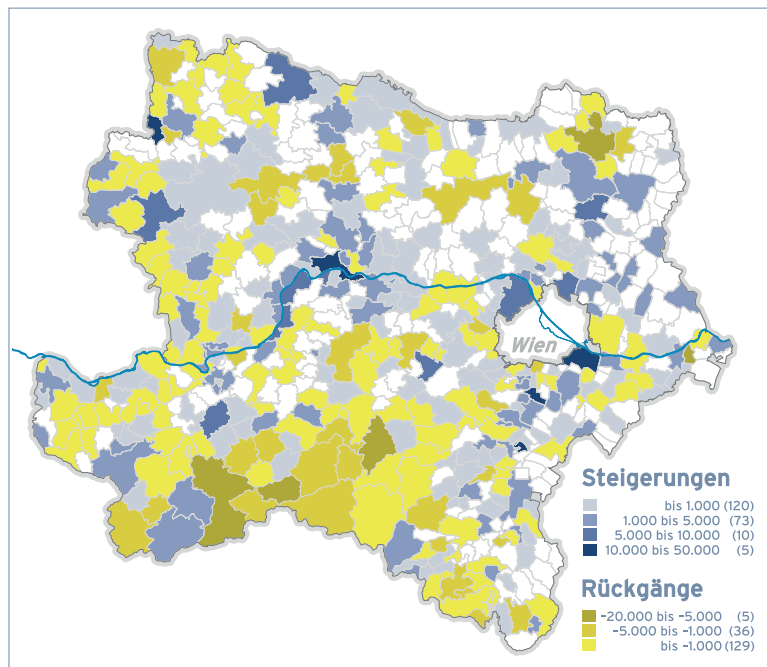 Wien
Steigerungen
bis 1.000 (120)
1.000 bis 5.000 (73)
5.000 bis 10.000 (10)
10.000 bis 50.000 (5)
Rückgänge
-20.000 bis -5.000 (5)
-5.000 bis -1.000 (36)
bis -1.000 (129)